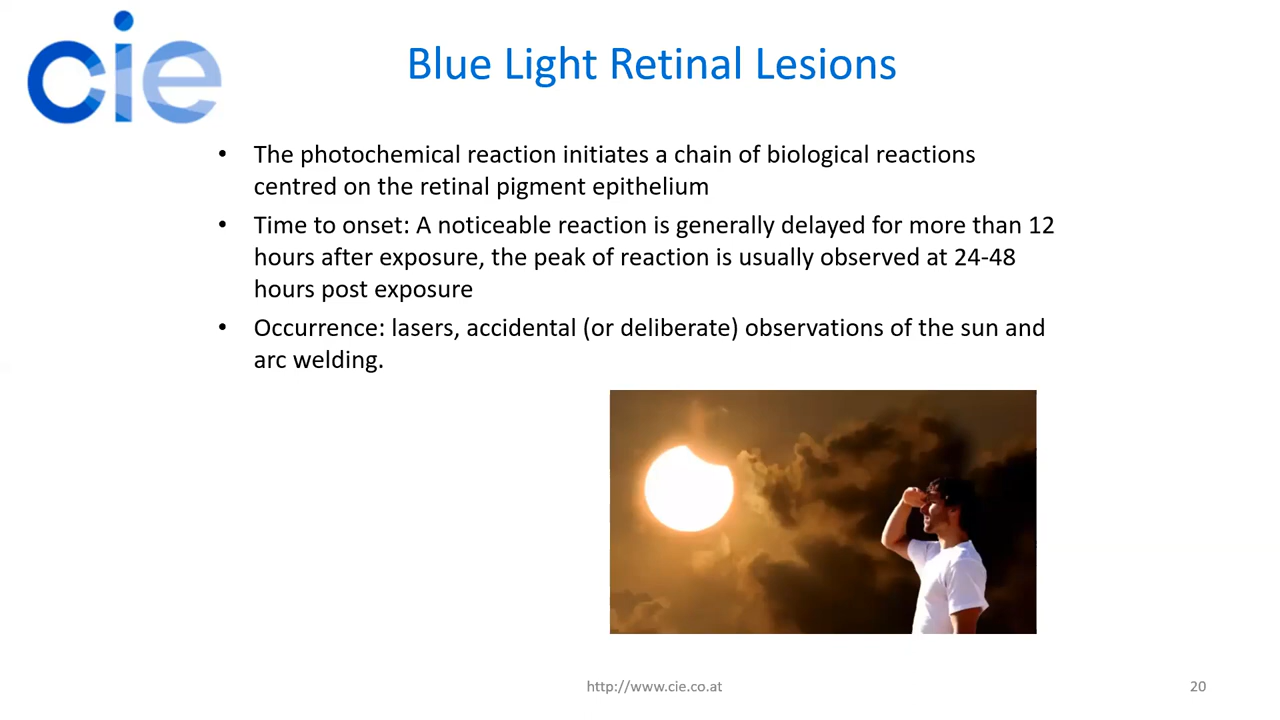 cie
Blue Light Retinal Lesions
• The photochemical reaction initiates a chain of biological reactions
centred on the retinal pigment epithelium
• Time to onset: A noticeable reaction is generally delayed for more than 12
hours after exposure, the peak of reaction is usually observed at 24-48
hours post exposure
• Occurrence: lasers, accidental (or deliberate) observations of the sun and
arc welding.
http://www.cie.co.at
20